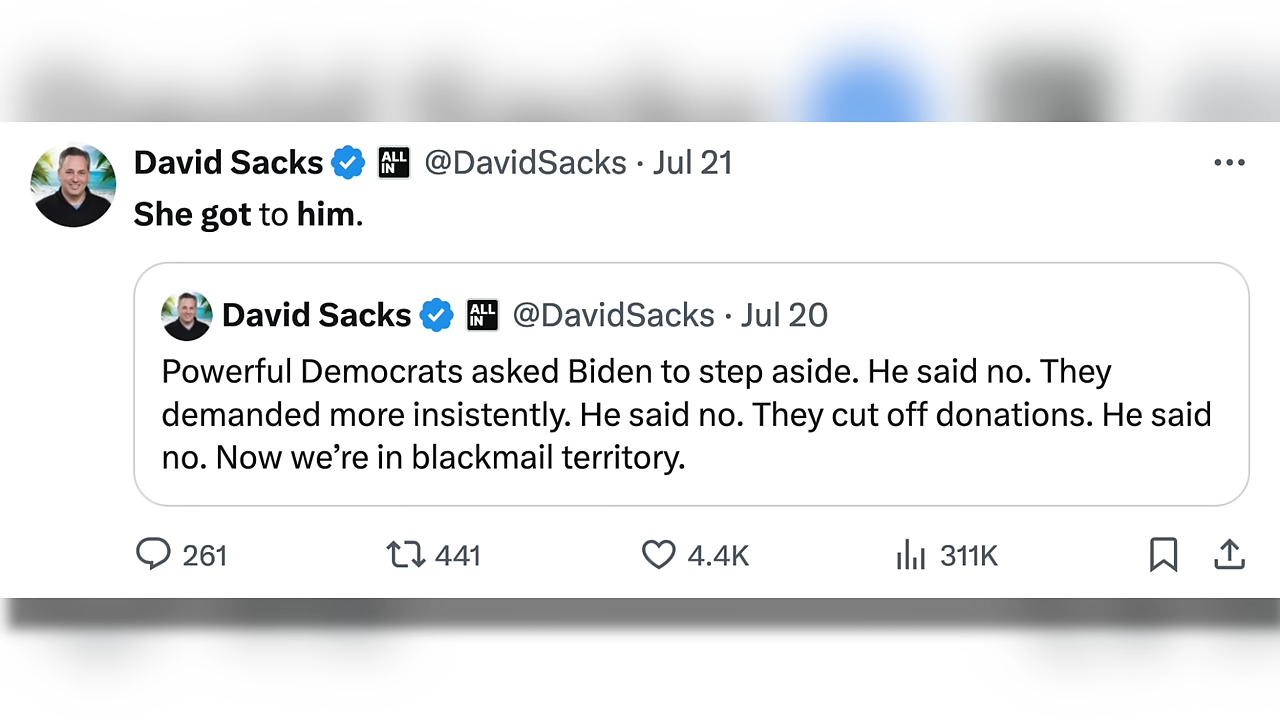 David Sacks ALL IN @DavidSacks · Jul 21
She got to him.
David Sacks ALL IN @DavidSacks · Jul 20
Powerful Democrats asked Biden to step aside. He said no. They
demanded more insistently. He said no. They cut off donations. He said
no. Now we’re in blackmail territory.
261 441 4.4K 311K